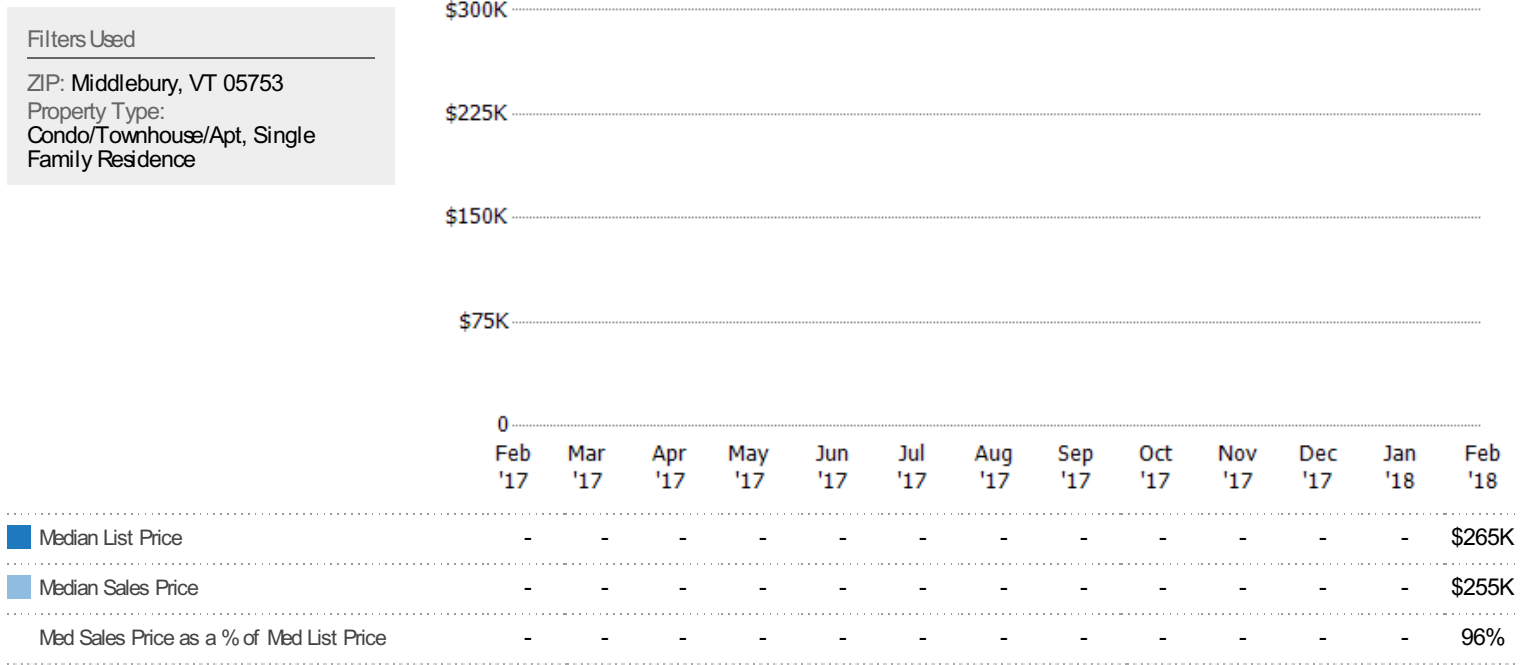 Filters Used
ZIP: Middlebury, VT 05753
Property Type:
Condo/Townhouse/Apt, Single
Family Residence
$300K
$225K
$150K
$75K
0
Feb Mar Apr May Jun Jul Aug Sep Oct Nov Dec Jan Feb
'17 '17 '17 '17 '17 '17 '17 '17 '17 '17 '17 '18 '18
Median List Price - - - - - - - - - - - - $265K
Median Sales Price - - - - - - - - - - - - $255K
Med Sales Price as a % of Med List Price - - - - - - - - - - - - 96%